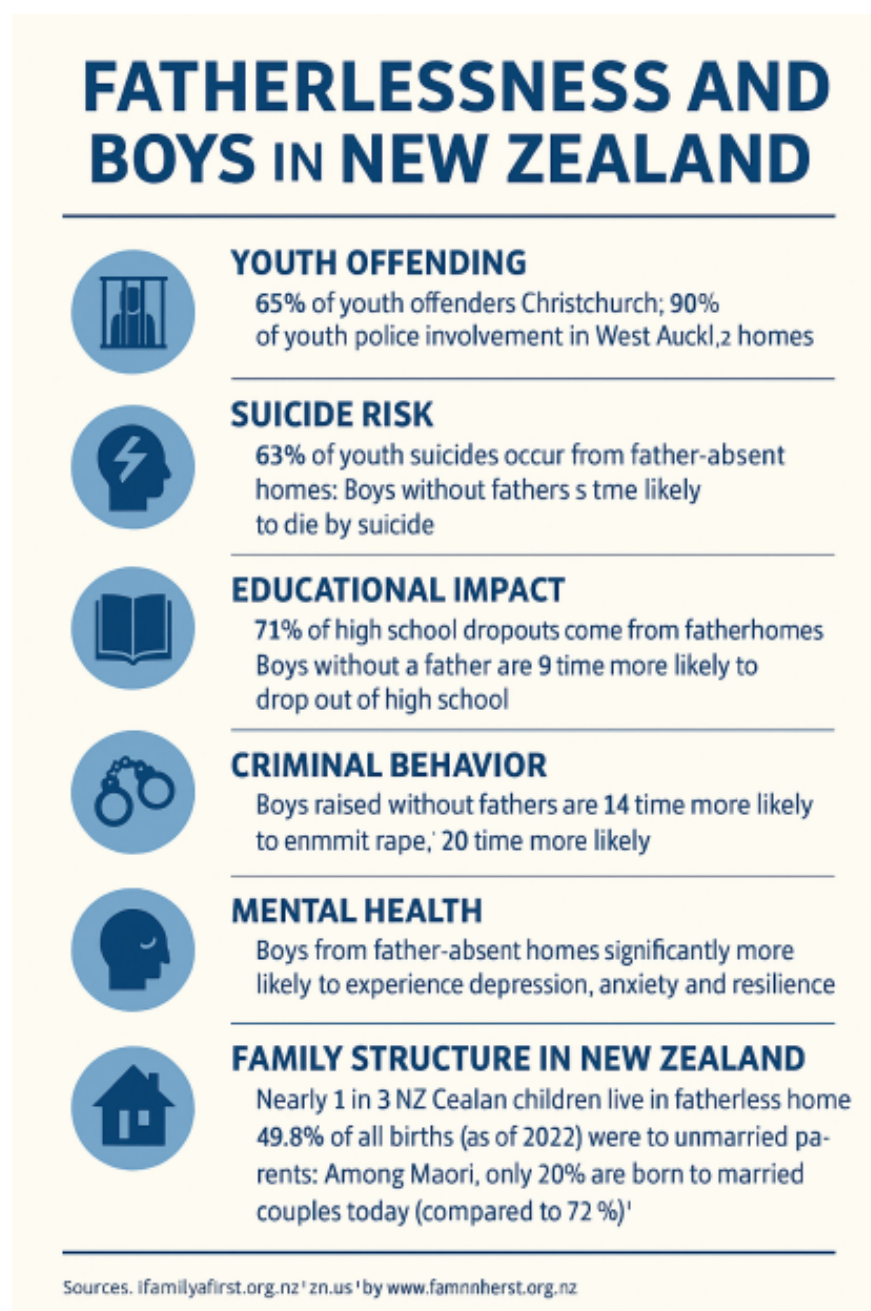 FATHERLESSNESS AND
BOYS IN NEW ZEALAND
YOUTH OFFENDING
65% of youth offenders Christchurch; 90%
of youth police involvement in West Auckl,2 homes
SUICIDE RISK
63% of youth suicides occur from father-absent
homes: Boys without fathers s tme likely
to die by suicide
EDUCATIONAL IMPACT
71% of high school dropouts come from fatherhomes
Boys without a father are 9 time more likely to
drop out of high school
CRIMINAL BEHAVIOR
Boys raised without fathers are 14 time more likely
to enmmit rape,' 20 time more likely
MENTAL HEALTH
Boys from father-absent homes significantly more
likely to experience depression, anxiety and resilience
FAMILY STRUCTURE IN NEW ZEALAND
Nearly 1 in 3 NZ Cealan children live in fatherless home
49.8% of all births (as of 2022) were to unmarried pa-
rents: Among Maori, only 20% are born to married
couples today (compared to 72 %)¹
Sources. ifamilyafirst.org.nz ¹ zn.us ¹ by www.famnnherst.org.nz